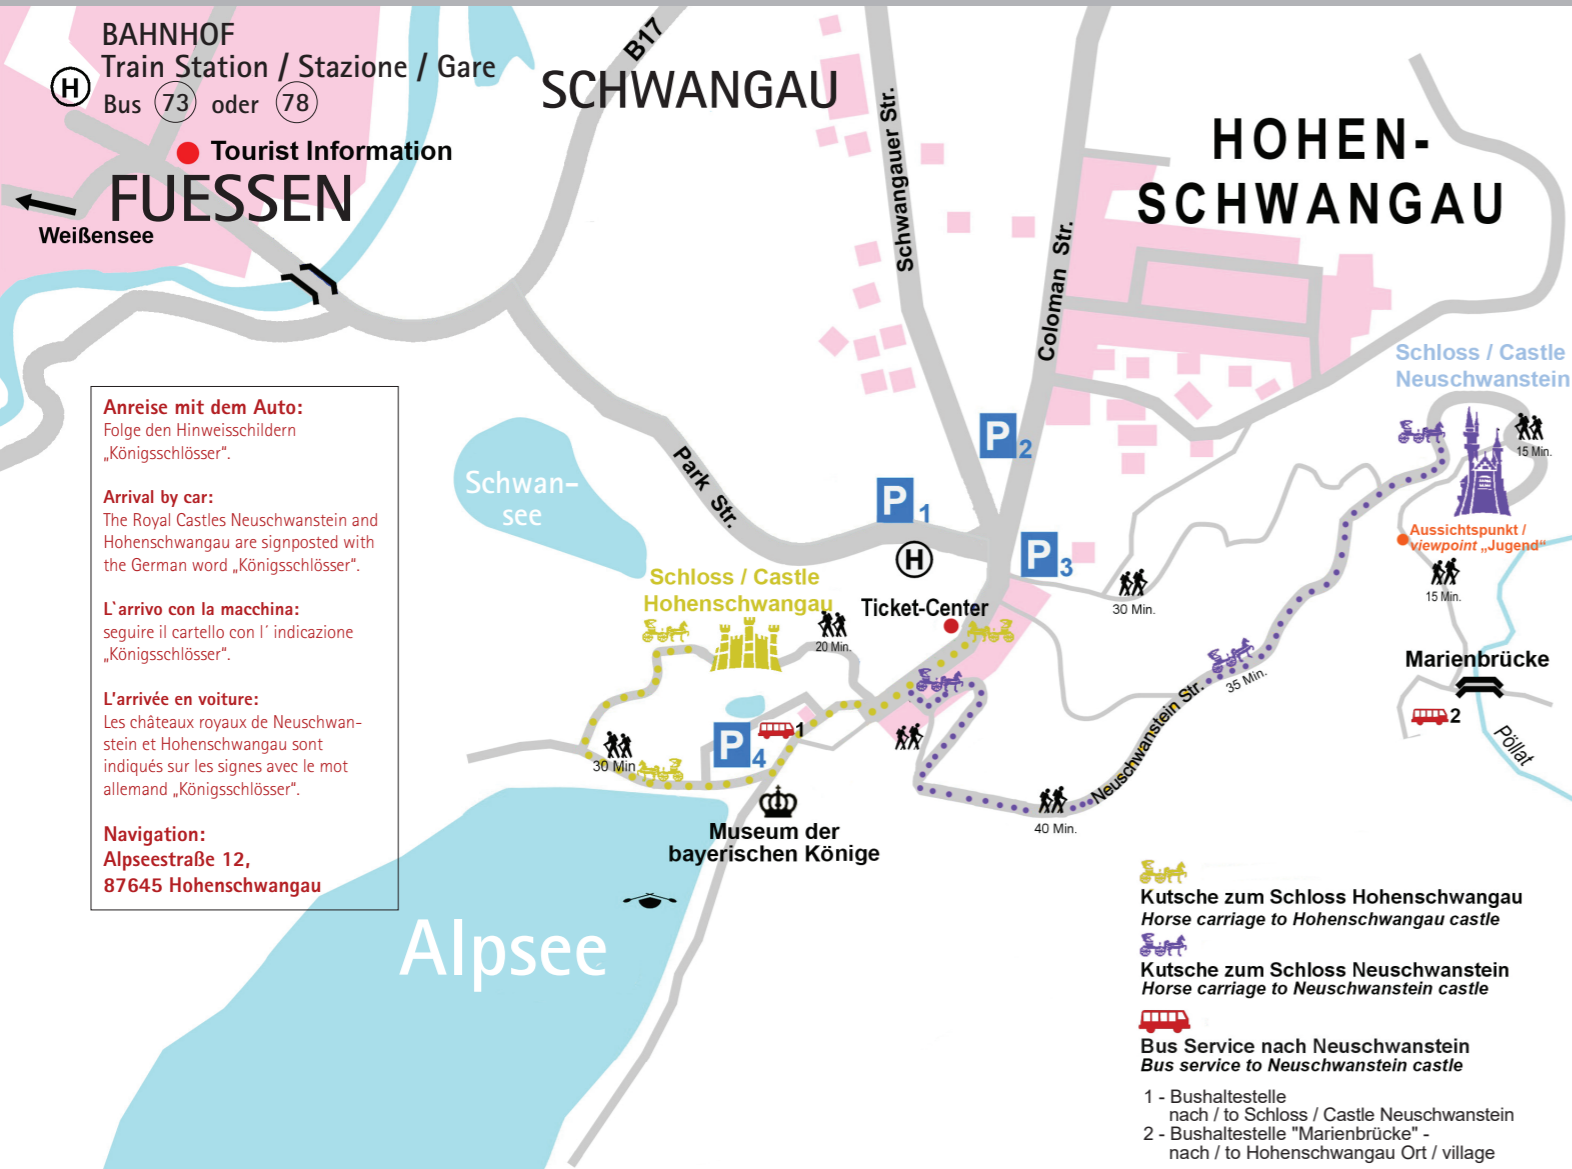 BAHNHOF
Train Station / Stazione / Gare
H
Bus 73 oder 78
Tourist Information
FUESSEN
Weißensee
B17
SCHWANGAU
Schwangauer Str.
Coloman Str.
HOHEN-
SCHWANGAU
Anreise mit dem Auto:
Folge den Hinweisschildern
„Königsschlösser“.
Arrival by car:
The Royal Castles Neuschwanstein and
Hohenschwangau are signposted with
the German word „Königsschlösser“.
L`arrivo con la macchina:
seguire il cartello con l´ indicazione
„Königsschlösser“.
L'arrivée en voiture:
Les châteaux royaux de Neuschwan-
stein et Hohenschwangau sont
indiqués sur les signes avec le mot
allemand „Königsschlösser“.
Navigation:
Alpseestraße 12,
87645 Hohenschwangau
Schwan-
see
Park Str.
P1
P2
P3
H
Ticket-Center
Schloss / Castle
Hohenschwangau
20 Min.
30 Min
P4
1
Museum der
bayerischen Könige
Alpsee
30 Min.
Neuschwanstein Str.
35 Min.
40 Min.
Schloss / Castle
Neuschwanstein
15 Min.
Aussichtspunkt /
viewpoint „Jugend“
15 Min.
Marienbrücke
2
Pöllat
Kutsche zum Schloss Hohenschwangau
Horse carriage to Hohenschwangau castle
Kutsche zum Schloss Neuschwanstein
Horse carriage to Neuschwanstein castle
Bus Service nach Neuschwanstein
Bus service to Neuschwanstein castle
1 - Bushaltestelle
nach / to Schloss / Castle Neuschwanstein
2 - Bushaltestelle "Marienbrücke" -
nach / to Hohenschwangau Ort / village